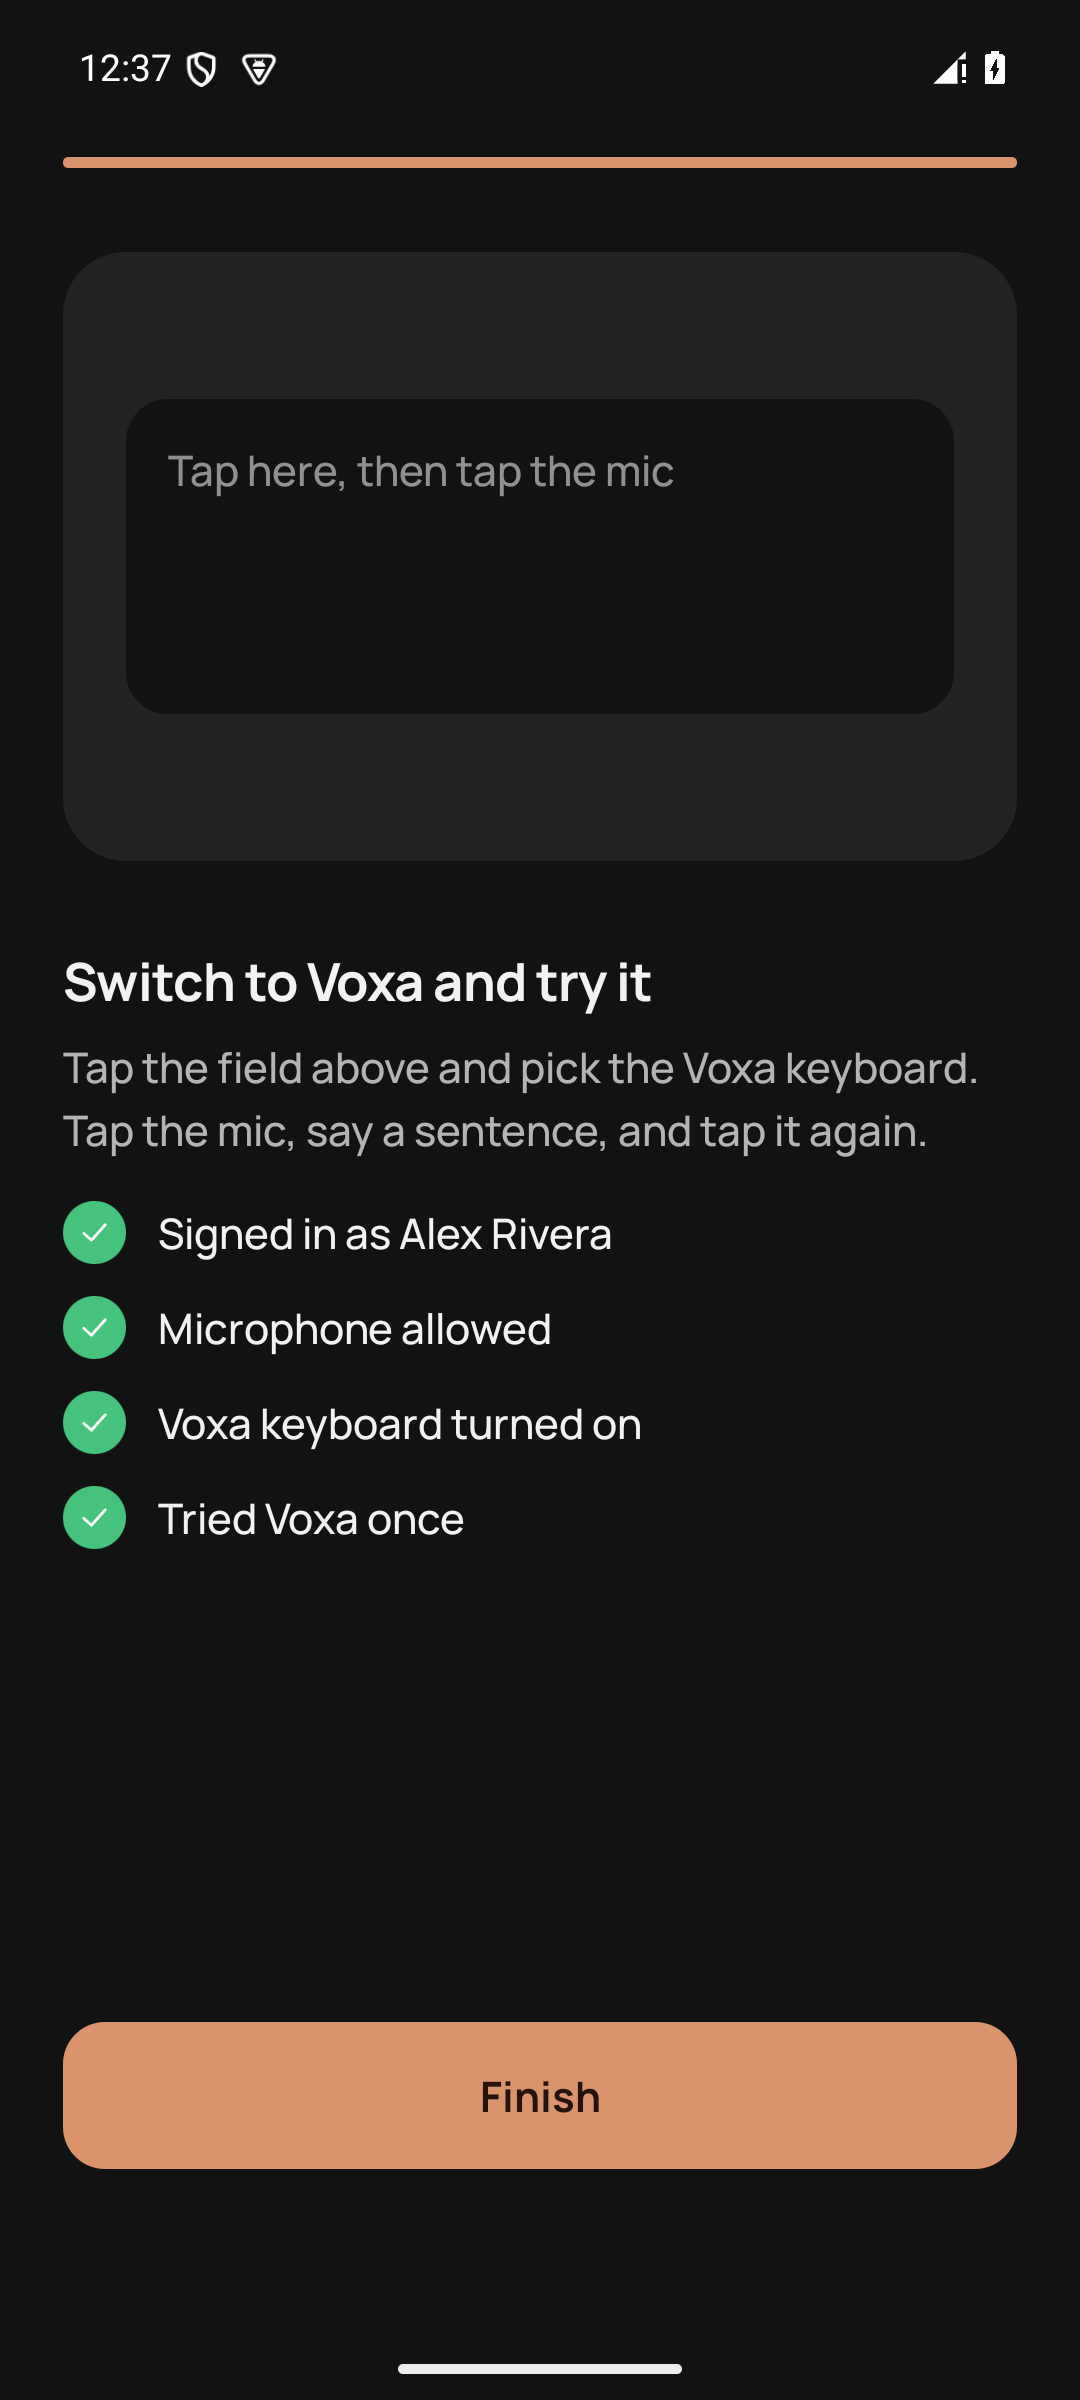 12:37
Tap here, then tap the mic
Switch to Voxa and try it
Tap the field above and pick the Voxa keyboard.
Tap the mic, say a sentence, and tap it again.
Signed in as Alex Rivera
Microphone allowed
Voxa keyboard turned on
Tried Voxa once
Finish